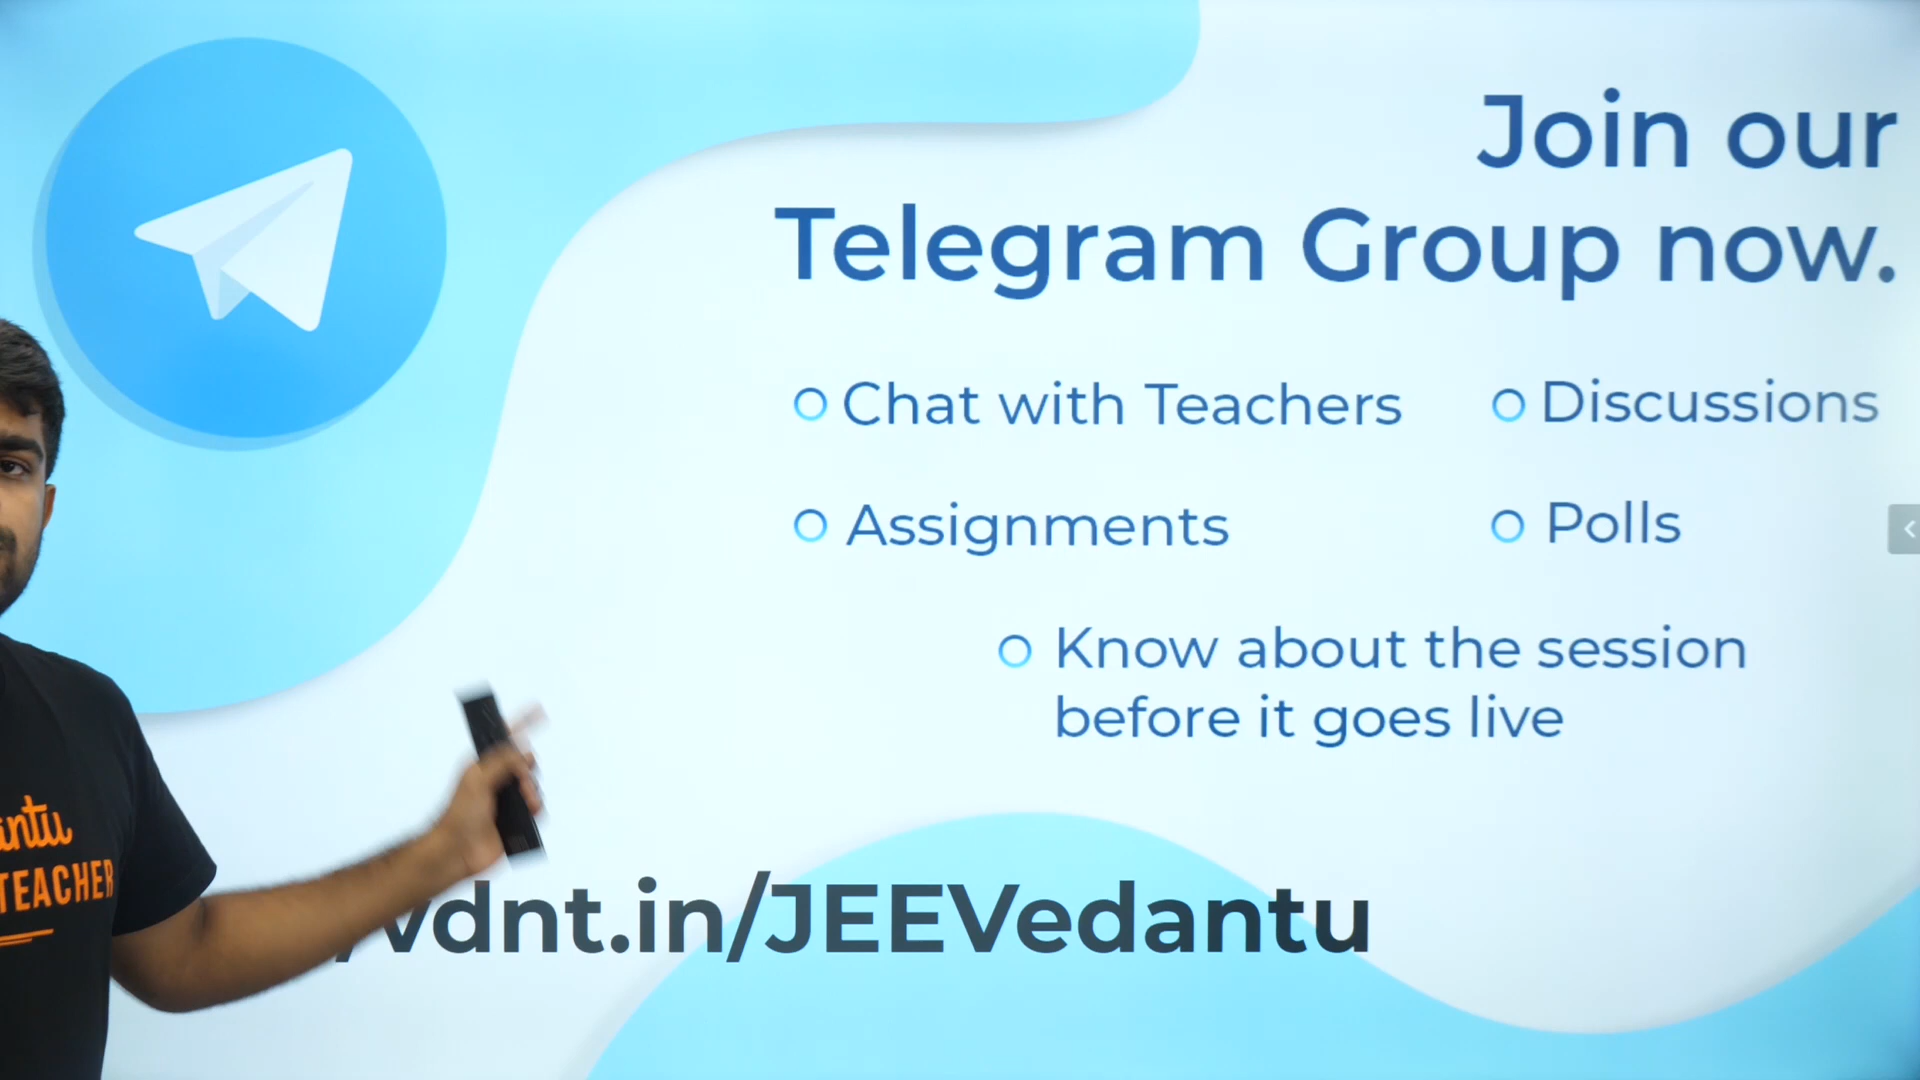 Join our
Telegram Group now.
Chat with Teachers
Discussions
Assignments
Polls
Know about the session
before it goes live
/vdnt.in/JEEVedantu
TEACHER